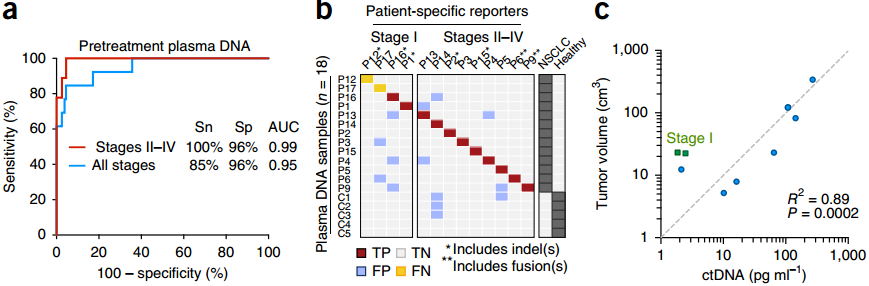 a
Pretreatment plasma DNA
100
80
60
40
20
0
Sensitivity (%)
Sn Sp AUC
Stages II–IV 100% 96% 0.99
All stages 85% 96% 0.95
0 20 40 60 80 100
100 – specificity (%)
b
Patient-specific reporters
Stage I Stages II–IV
P12* P17 P16* P1* P13 P14 P2* P3 P15* P4 P5 P6** P9** NSCLC Healthy
Plasma DNA samples (n = 18)
P12
P17
P16
P1
P13
P14
P2
P3
P15
P4
P5
P6
P9
C1
C2
C3
C4
C5
TP TN *Includes indel(s)
FP FN **Includes fusion(s)
c
1,000
100
10
1
Tumor volume (cm3)
Stage I
R2 = 0.89
P = 0.0002
1 10 100 1,000
ctDNA (pg ml–1)